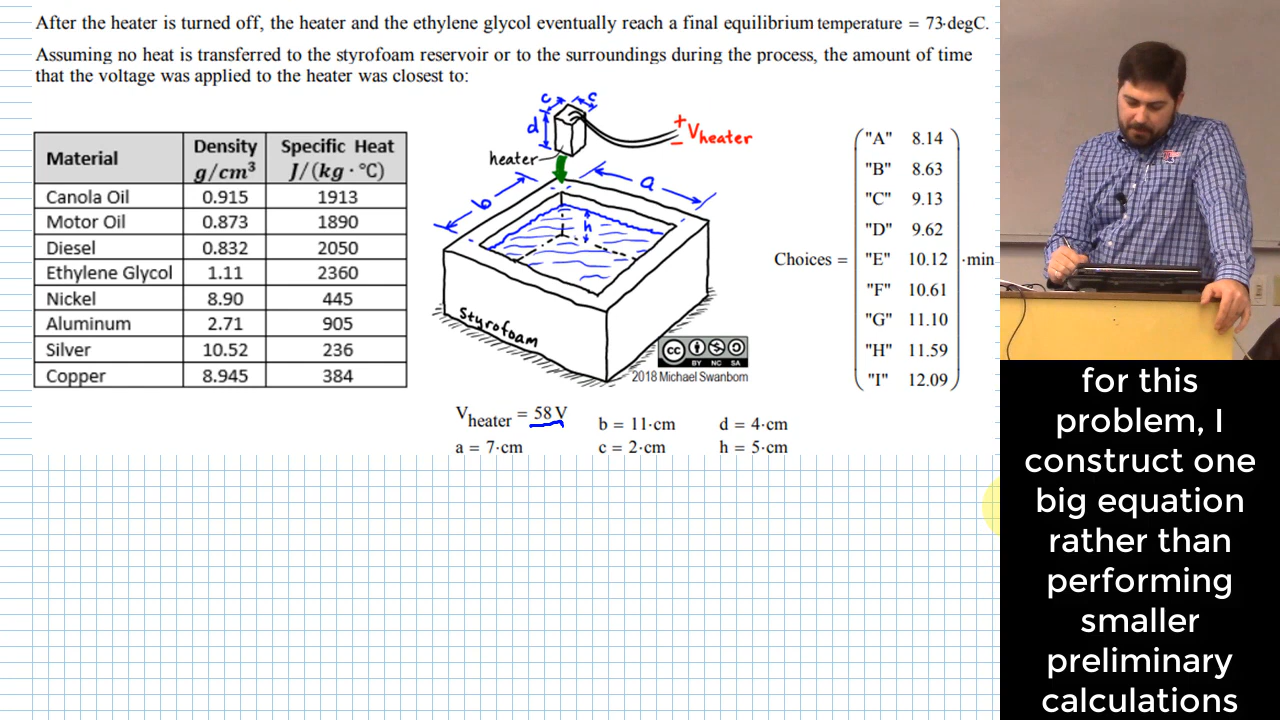 After the heater is turned off, the heater and the ethylene glycol eventually reach a final equilibrium temperature = 73·degC.
Assuming no heat is transferred to the styrofoam reservoir or to the surroundings during the process, the amount of time
that the voltage was applied to the heater was closest to:
Material Density g/cm³ Specific Heat J/(kg · °C)
Canola Oil 0.915 1913
Motor Oil 0.873 1890
Diesel 0.832 2050
Ethylene Glycol 1.11 2360
Nickel 8.90 445
Aluminum 2.71 905
Silver 10.52 236
Copper 8.945 384
c c
d
+
− Vheater
heater
a
b
h
Styrofoam
cc
BY NC SA
2018 Michael Swanbom
Choices =
"A" 8.14
"B" 8.63
"C" 9.13
"D" 9.62
"E" 10.12
"F" 10.61
"G" 11.10
"H" 11.59
"I" 12.09
·min
Vheater = 58 V b = 11·cm d = 4·cm
a = 7·cm c = 2·cm h = 5·cm
for this
problem, I
construct one
big equation
rather than
performing
smaller
preliminary
calculations